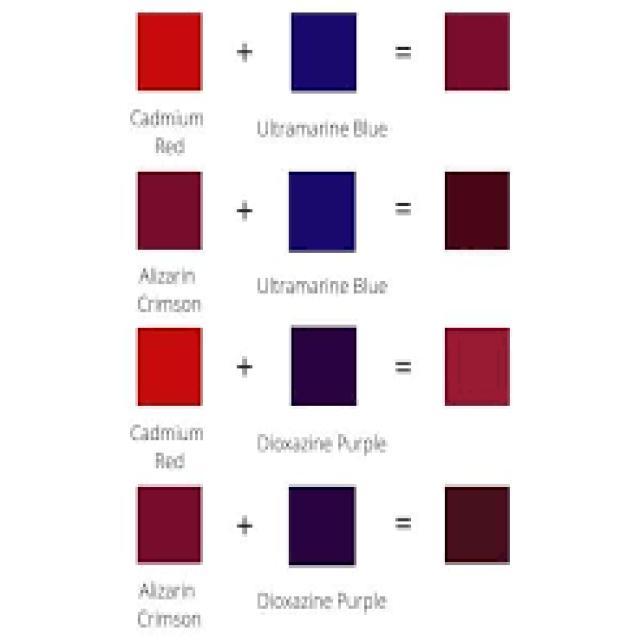 + =
Cadmium
Red
Ultramarine Blue
+ =
Alizarin
Crimson
Ultramarine Blue
+ =
Cadmium
Red
Dioxazine Purple
+ =
Alizarin
Crimson
Dioxazine Purple